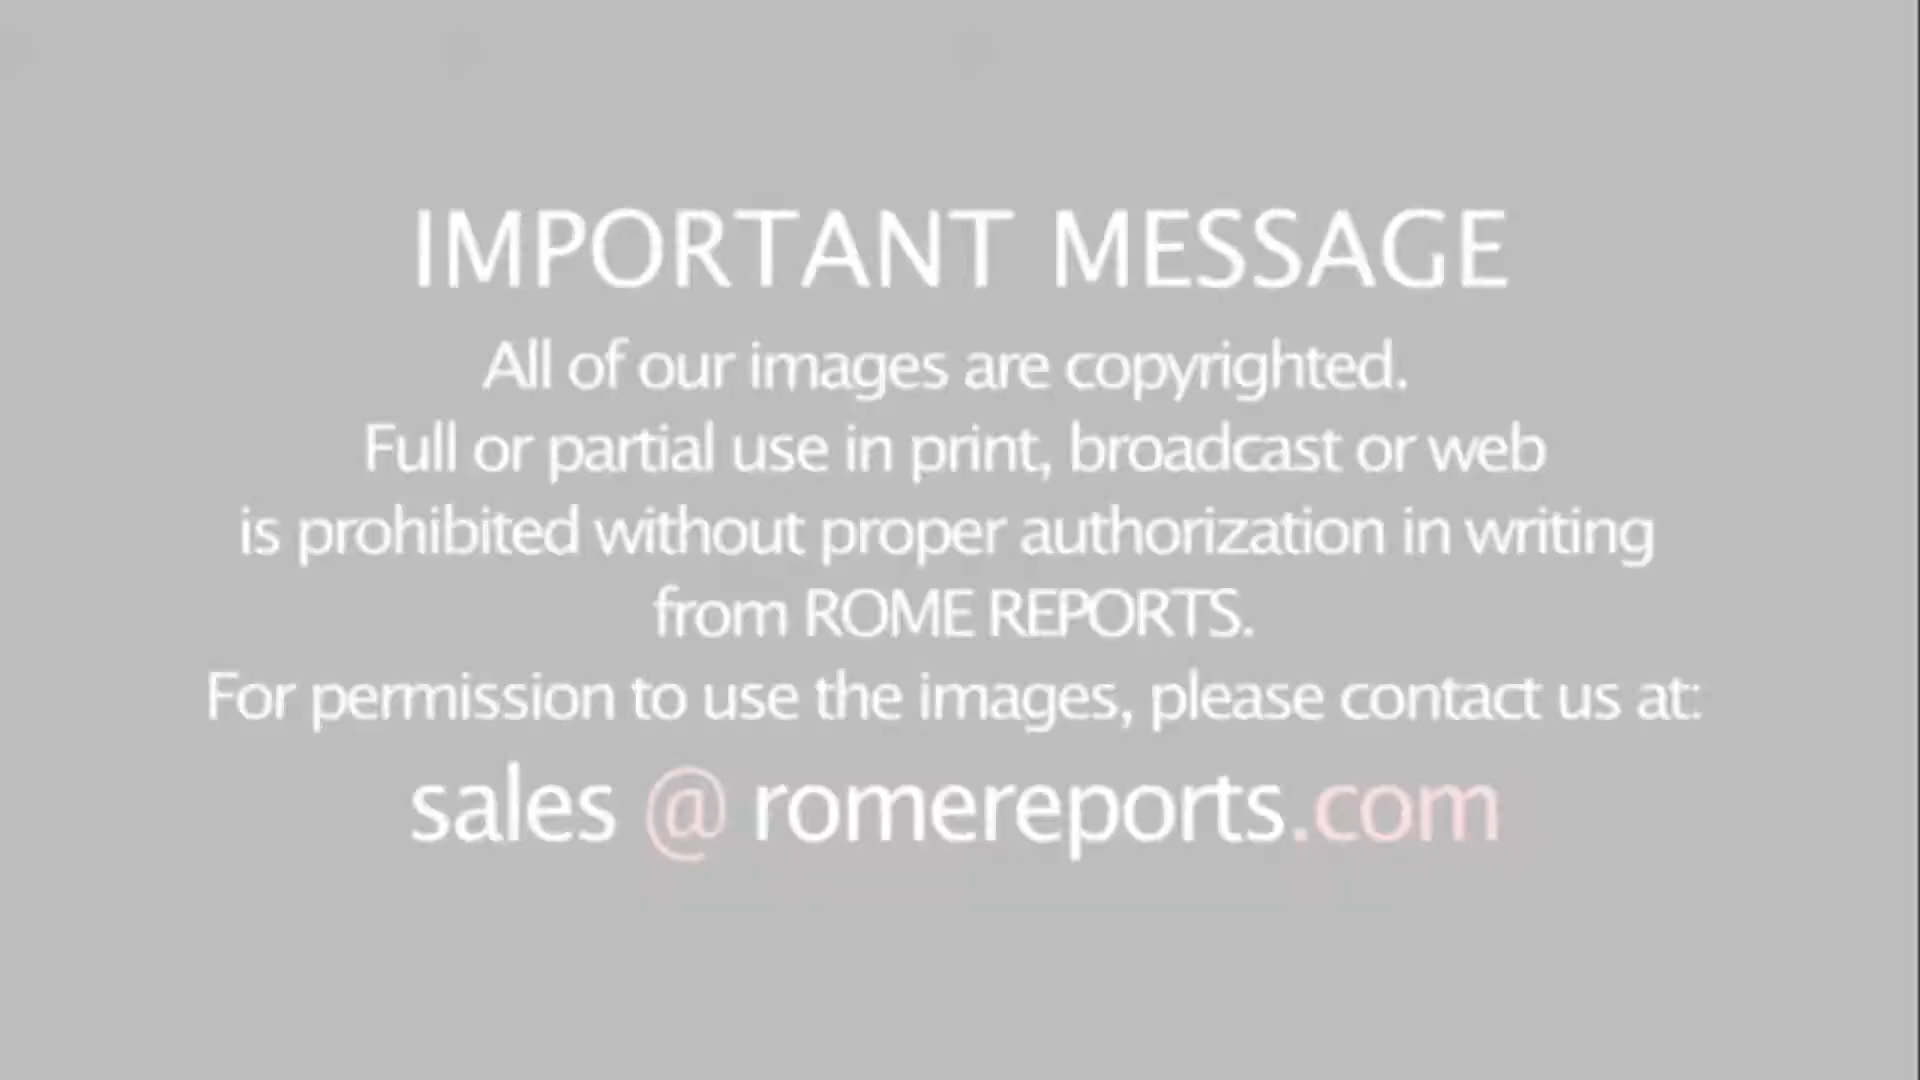 IMPORTANT MESSAGE
All of our images are copyrighted.
Full or partial use in print, broadcast or web
is prohibited without proper authorization in writing
from ROME REPORTS.
For permission to use the images, please contact us at:
sales @ romereports.com